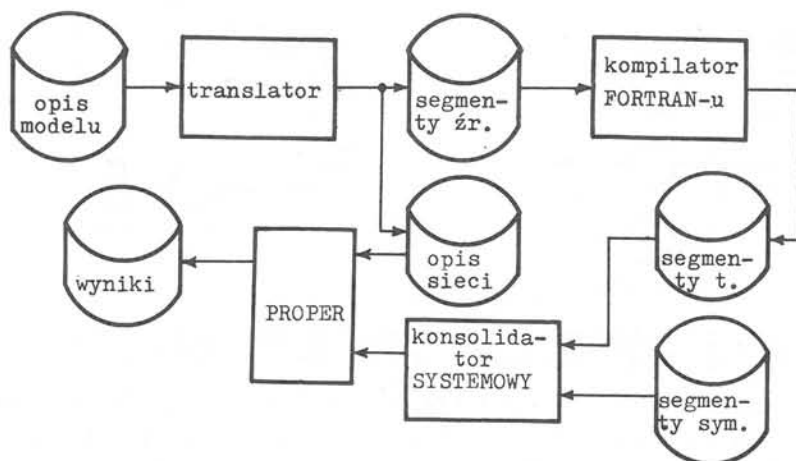 opis
modelu
translator
segmen-
ty źr.
kompilator
FORTRAN-u
wyniki
PROPER
opis
sieci
segmen-
ty t.
konsolida-
tor
SYSTEMOWY
segmen-
ty sym.